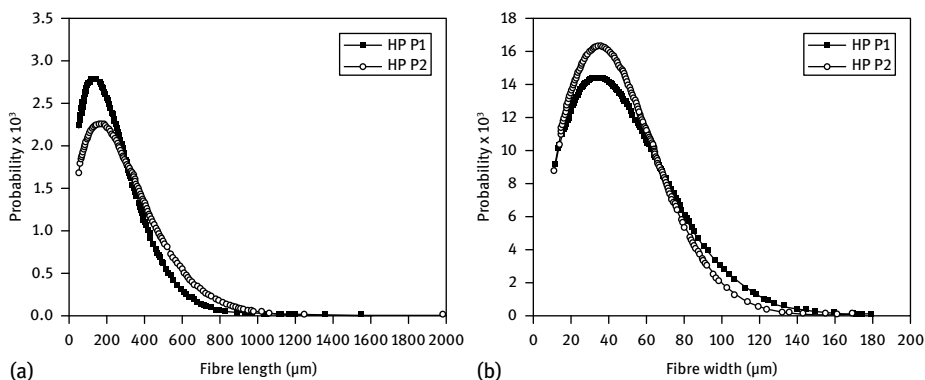 3.5
3.0
2.5
2.0
1.5
1.0
0.5
0.0
Probability x 10³
0 200 400 600 800 1000 1200 1400 1600 1800 2000
Fibre length (μm)
HP P1
HP P2
(a)
18
16
14
12
10
8
6
4
2
0
Probability x 10³
0 20 40 60 80 100 120 140 160 180 200
Fibre width (μm)
HP P1
HP P2
(b)